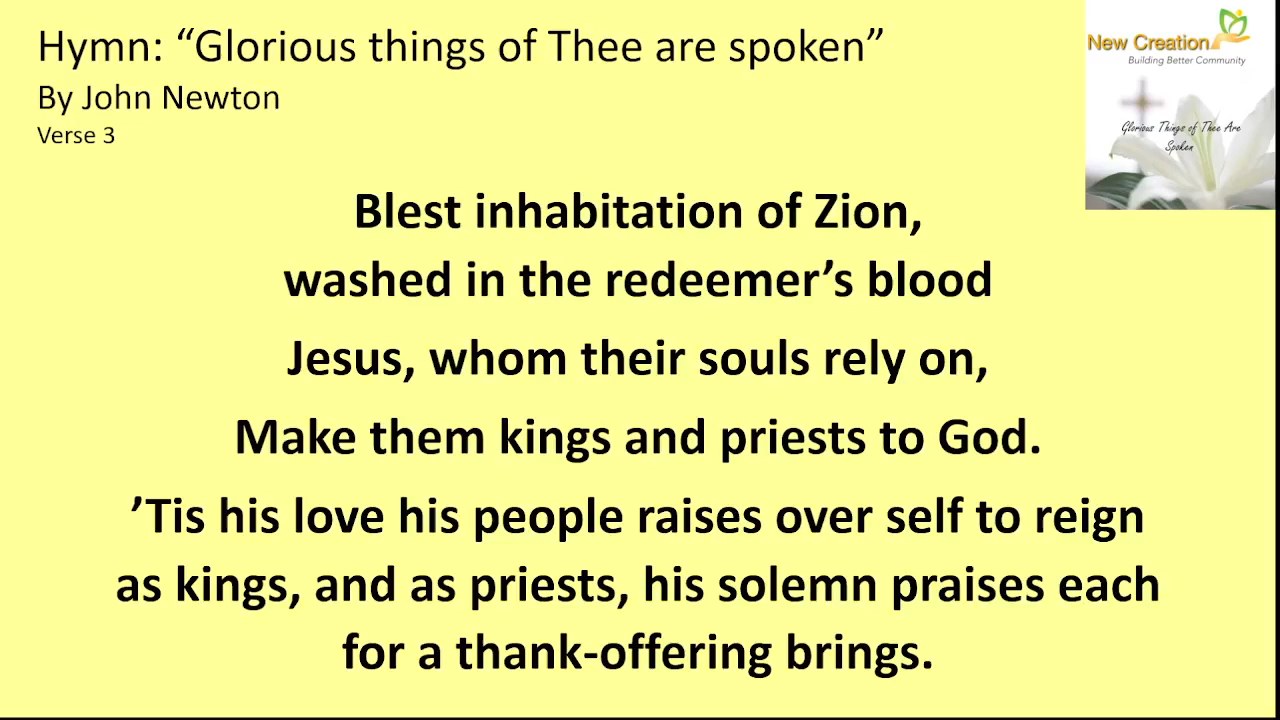 Hymn: “Glorious things of Thee are spoken”
By John Newton
Verse 3
New Creation
Building Better Community
Glorious Things of Thee Are
Spoken
Blest inhabitation of Zion,
washed in the redeemer’s blood
Jesus, whom their souls rely on,
Make them kings and priests to God.
’Tis his love his people raises over self to reign
as kings, and as priests, his solemn praises each
for a thank-offering brings.